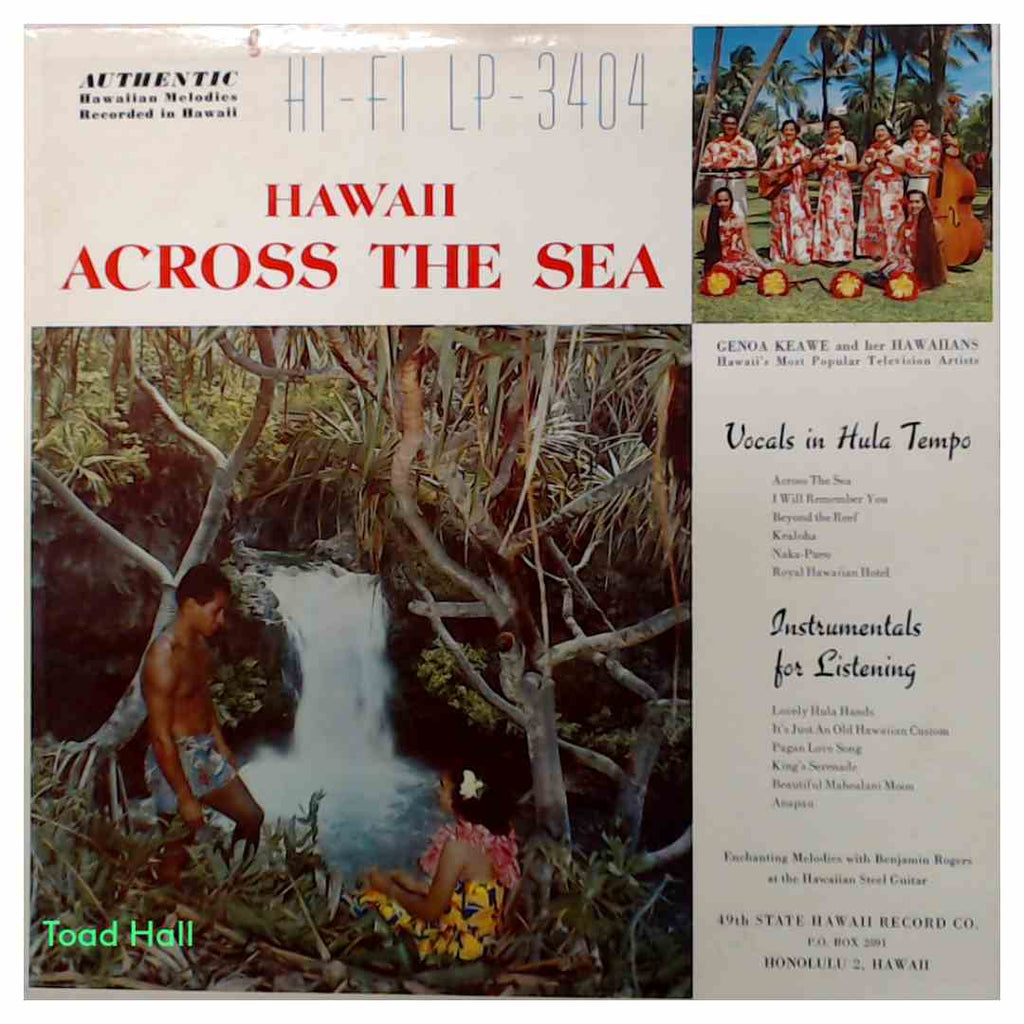 AUTHENTIC
Hawaiian Melodies
Recorded in Hawaii
HI-FI LP-3404
HAWAII
ACROSS THE SEA
GENOA KEAWE and her HAWAIIANS
Hawaii's Most Popular Television Artists
Vocals in Hula Tempo
Across The Sea
I Will Remember You
Beyond the Reef
Kealoha
Naka-Pueo
Royal Hawaiian Hotel
Instrumentals
for Listening
Lovely Hula Hands
It's Just An Old Hawaiian Custom
Pagan Love Song
King's Serenade
Beautiful Mahealani Moon
Anapau
Enchanting Melodies with Benjamin Rogers
at the Hawaiian Steel Guitar
49th STATE HAWAII RECORD CO.
P.O. BOX 2091
HONOLULU 2, HAWAII
Toad Hall